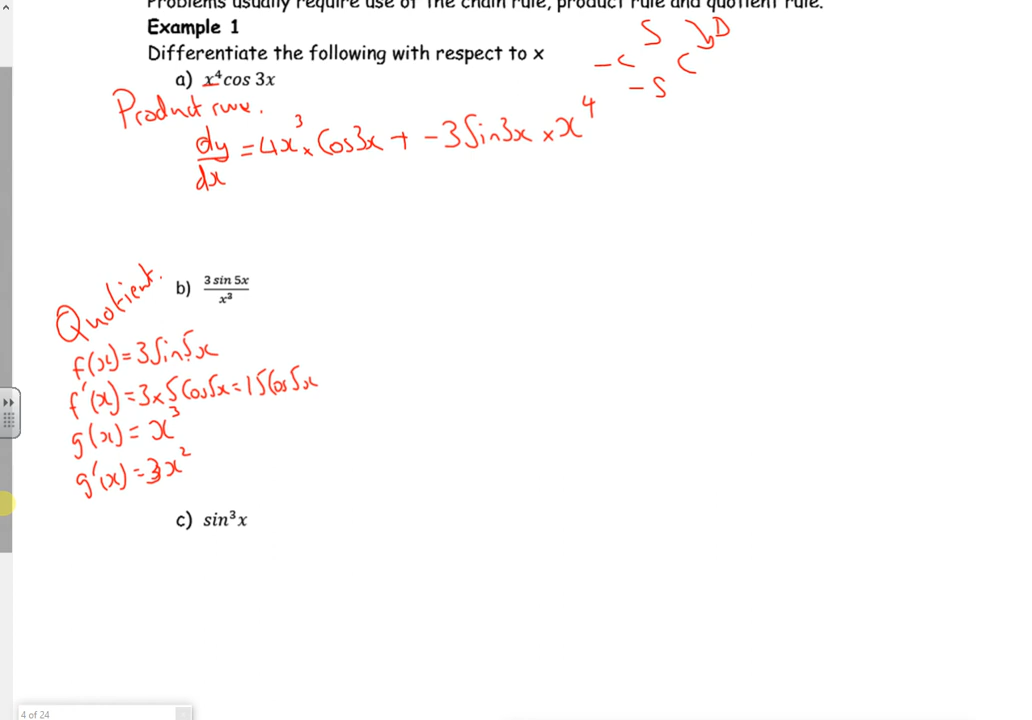 Problems usually require use of the chain rule, product rule and quotient rule.
Example 1
Differentiate the following with respect to x
S D
-C C
-S
a) x⁴cos 3x
Product rule.
dy/dx = 4x³ × Cos3x + -3Sin3x × x⁴
Quotient.
b) 3 sin 5x / x³
f(x) = 3Sin5x
f'(x) = 3×5Cos5x = 15Cos5x
g(x) = x³
g'(x) = 3x²
c) sin³x
4 of 24